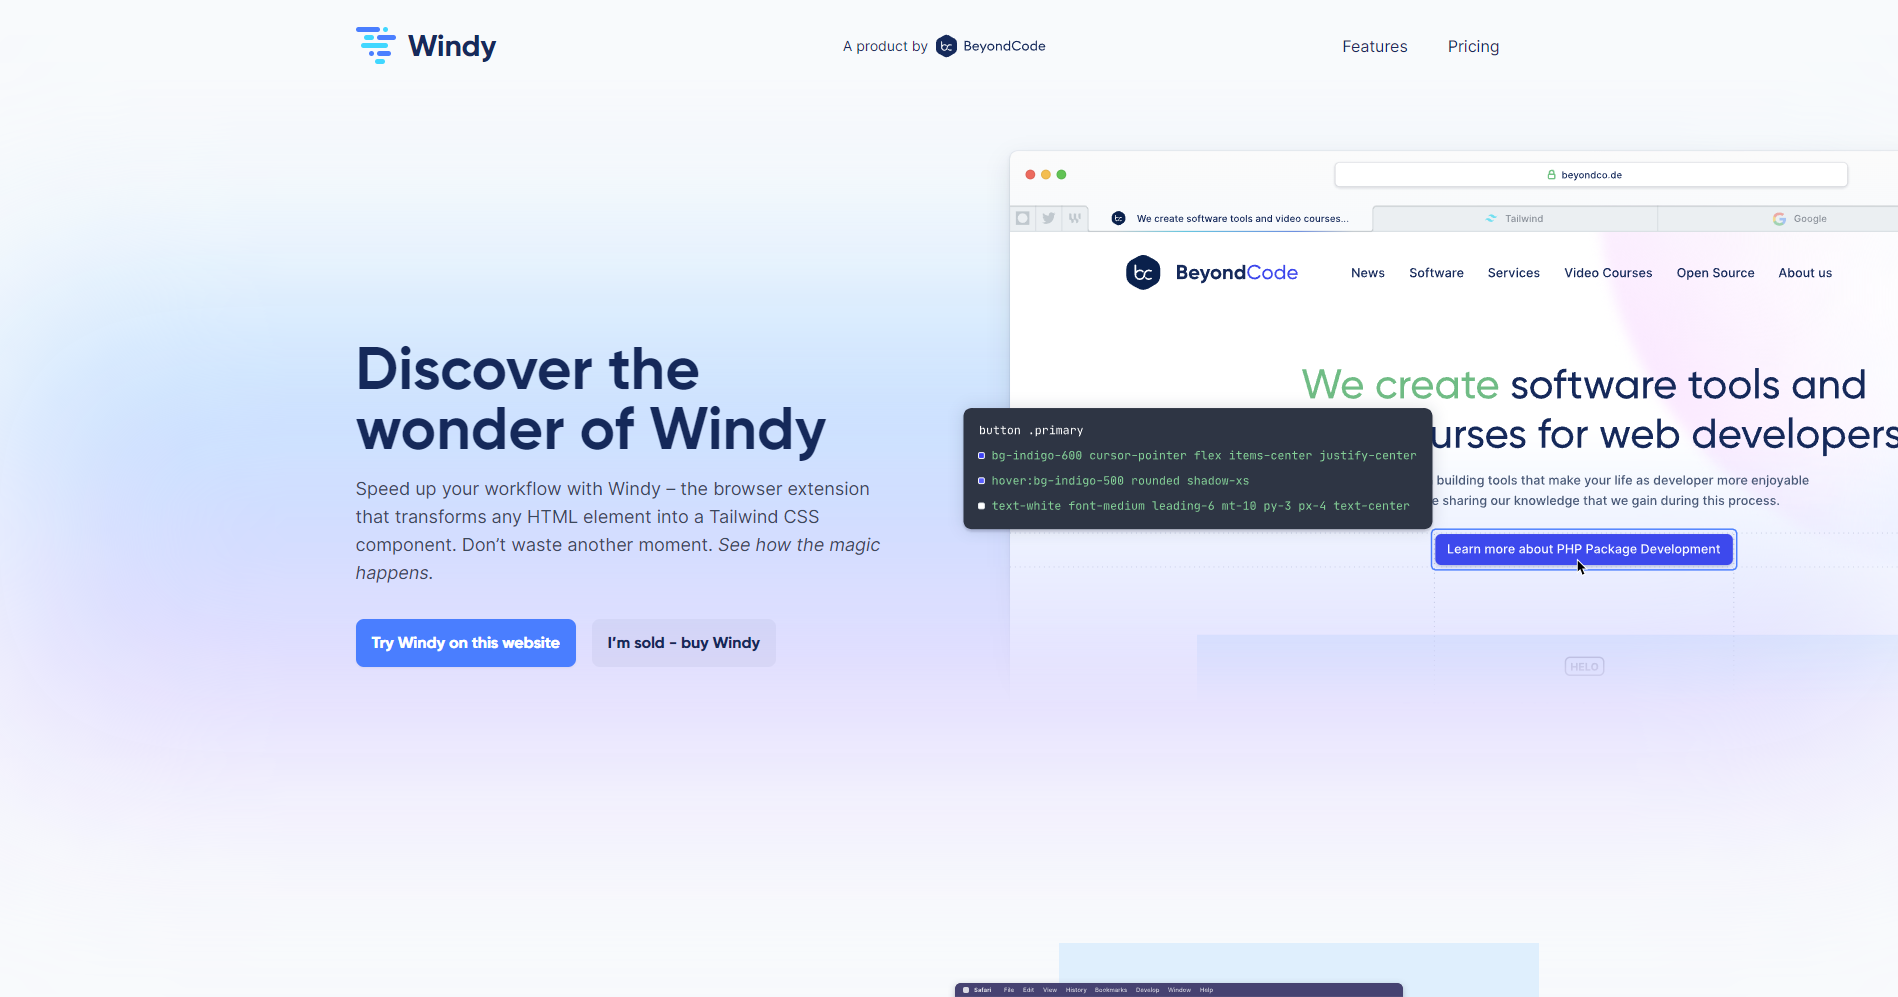 Windy
A product by BeyondCode
Features
Pricing
Discover the
wonder of Windy
Speed up your workflow with Windy – the browser extension
that transforms any HTML element into a Tailwind CSS
component. Don’t waste another moment. See how the magic
happens.
Try Windy on this website
I’m sold - buy Windy
beyondco.de
We create software tools and video courses...
Tailwind
Google
bc BeyondCode
News
Software
Services
Video Courses
Open Source
About us
We create software tools and
urses for web developers
building tools that make your life as developer more enjoyable
e sharing our knowledge that we gain during this process.
button .primary
bg-indigo-600 cursor-pointer flex items-center justify-center
hover:bg-indigo-500 rounded shadow-xs
text-white font-medium leading-6 mt-10 py-3 px-4 text-center
Learn more about PHP Package Development
HELO
Safari File Edit View History Bookmarks Develop Window Help